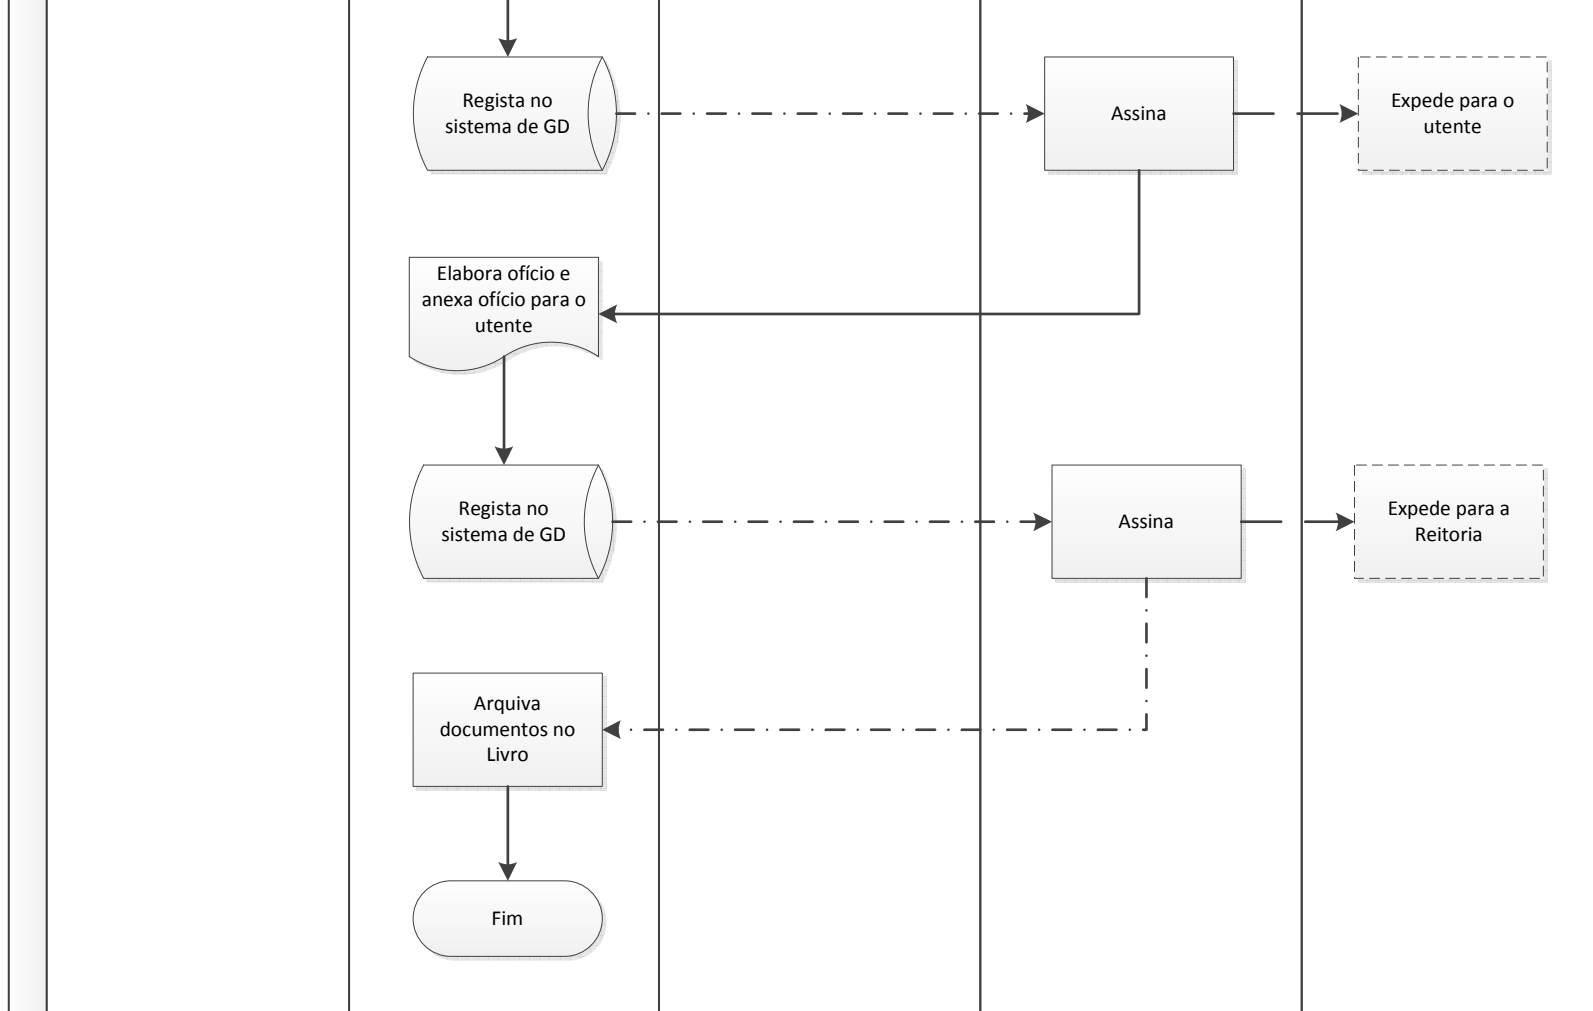 Regista no
sistema de GD
Assina
Expede para o
utente
Elabora ofício e
anexa ofício para o
utente
Regista no
sistema de GD
Assina
Expede para a
Reitoria
Arquiva
documentos no
Livro
Fim